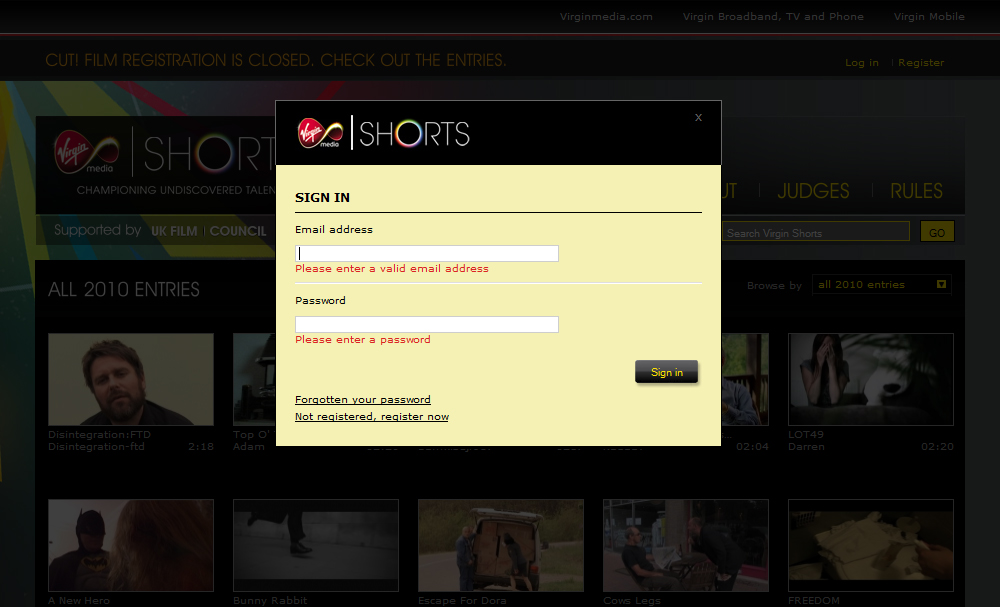 Virginmedia.com Virgin Broadband, TV and Phone Virgin Mobile
CUT! FILM REGISTRATION IS CLOSED. CHECK OUT THE ENTRIES.
Log in Register
Virgin media SHORTS
CHAMPIONING UNDISCOVERED TALEN
JUDGES RULES
Supported by UK FILM COUNCIL
Search Virgin Shorts GO
x
Virgin media SHORTS
SIGN IN
Email address
Please enter a valid email address
Password
Please enter a password
Sign in
Forgotten your password
Not registered, register now
ALL 2010 ENTRIES
Browse by all 2010 entries
Disintegration:FTD
Disintegration-ftd 2:18
Top O'
Adam
02:04
LOT49
Darren 02:20
A New Hero
Bunny Rabbit
Escape For Dora
Cows Legs
FREEDOM